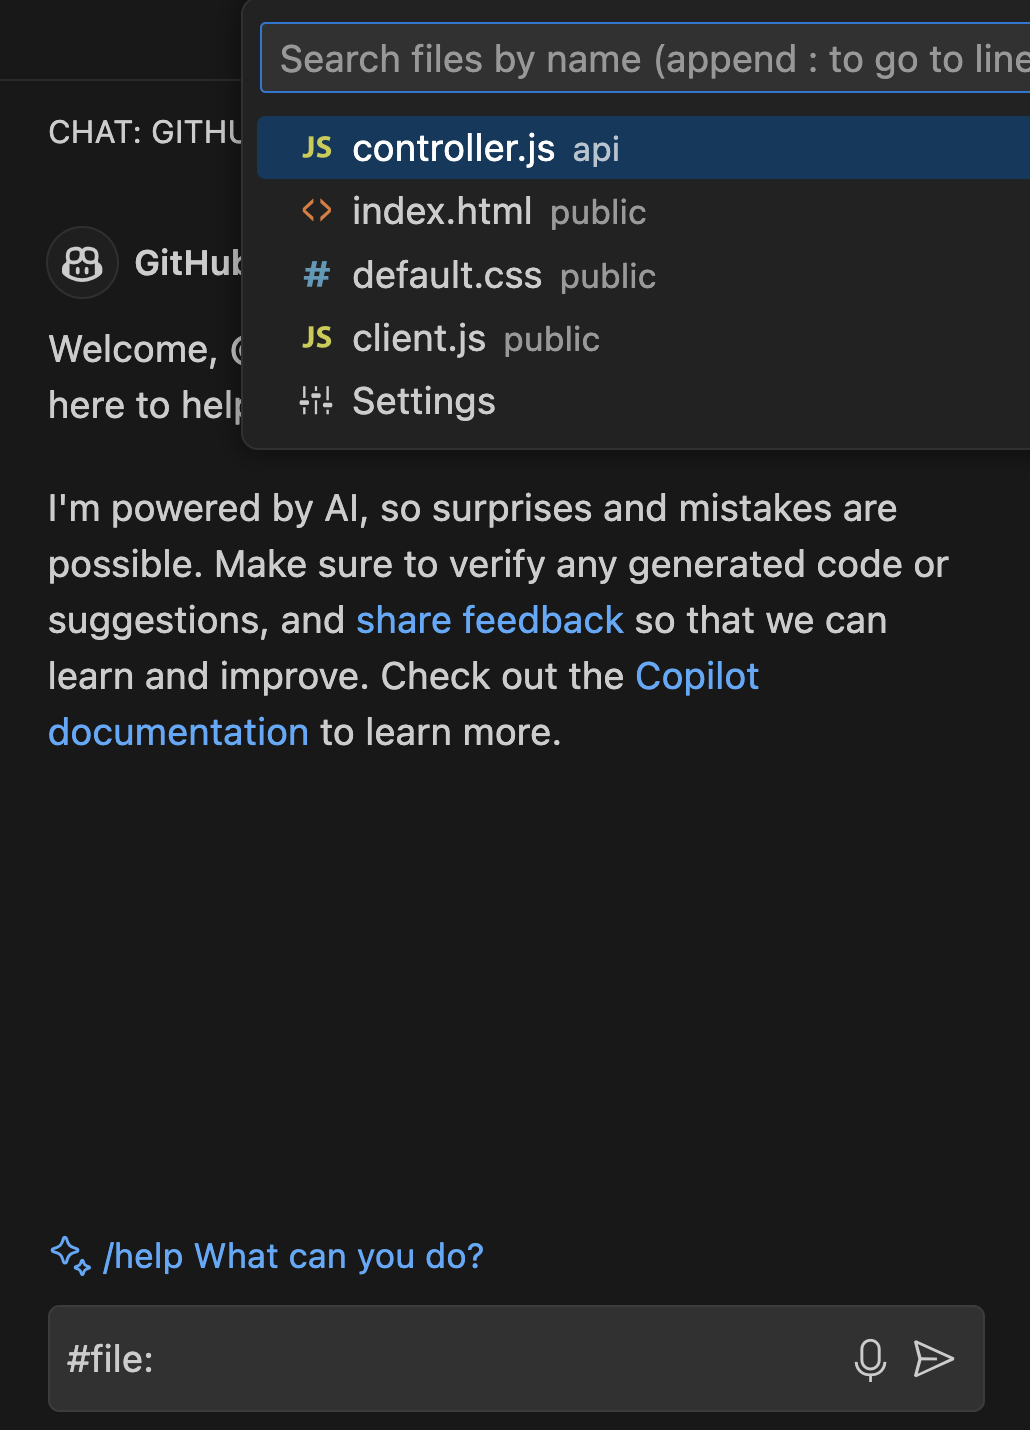 Search files by name (append : to go to line
JS controller.js api
<> index.html public
# default.css public
JS client.js public
Settings
CHAT: GITHU
GitHub
Welcome, @
here to help
I'm powered by AI, so surprises and mistakes are
possible. Make sure to verify any generated code or
suggestions, and share feedback so that we can
learn and improve. Check out the Copilot
documentation to learn more.
/help What can you do?
#file: